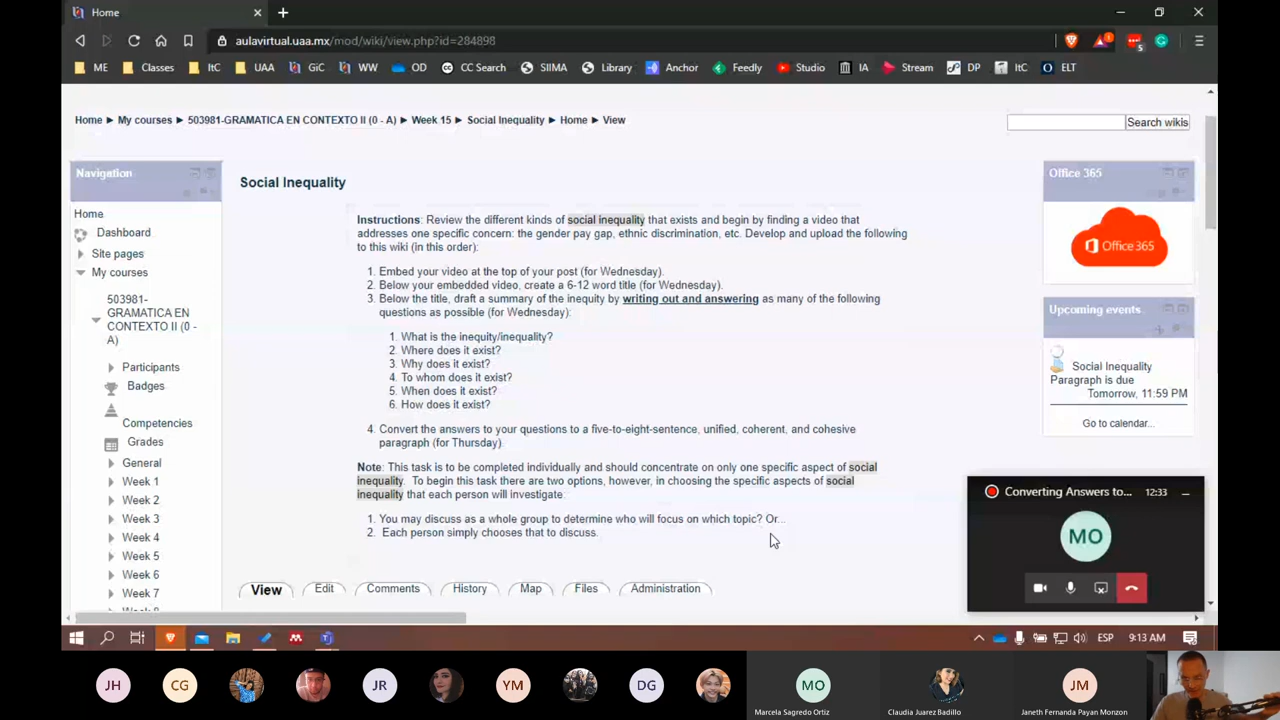 Home
aulavirtual.uaa.mx/mod/wiki/view.php?id=284898
5
ME Classes ItC UAA GiC WW OD CC Search SIIMA Library Anchor Feedly Studio IA Stream DP ItC ELT
Home ► My courses ► 503981-GRAMATICA EN CONTEXTO II (0 - A) ► Week 15 ► Social Inequality ► Home ► View
Search wikis
Navigation
Home
Dashboard
Site pages
My courses
503981-
GRAMATICA EN
CONTEXTO II (0 -
A)
Participants
Badges
Competencies
Grades
General
Week 1
Week 2
Week 3
Week 4
Week 5
Week 6
Week 7
Social Inequality
Instructions: Review the different kinds of social inequality that exists and begin by finding a video that
addresses one specific concern: the gender pay gap, ethnic discrimination, etc. Develop and upload the following
to this wiki (in this order):
1. Embed your video at the top of your post (for Wednesday).
2. Below your embedded video, create a 6-12 word title (for Wednesday).
3. Below the title, draft a summary of the inequity by writing out and answering as many of the following
questions as possible (for Wednesday):
1. What is the inequity/inequality?
2. Where does it exist?
3. Why does it exist?
4. To whom does it exist?
5. When does it exist?
6. How does it exist?
4. Convert the answers to your questions to a five-to-eight-sentence, unified, coherent, and cohesive
paragraph (for Thursday).
Note: This task is to be completed individually and should concentrate on only one specific aspect of social
inequality. To begin this task there are two options, however, in choosing the specific aspects of social
inequality that each person will investigate:
1. You may discuss as a whole group to determine who will focus on which topic? Or...
2. Each person simply chooses that to discuss.
View Edit Comments History Map Files Administration
Office 365
Office 365
Upcoming events
Social Inequality
Paragraph is due
Tomorrow, 11:59 PM
Go to calendar...
Converting Answers to... 12:33
MO
ESP 9:13 AM
JH CG JR YM DG MO JM
Marcela Sagredo Ortiz Claudia Juarez Badillo Janeth Fernanda Payan Monzon